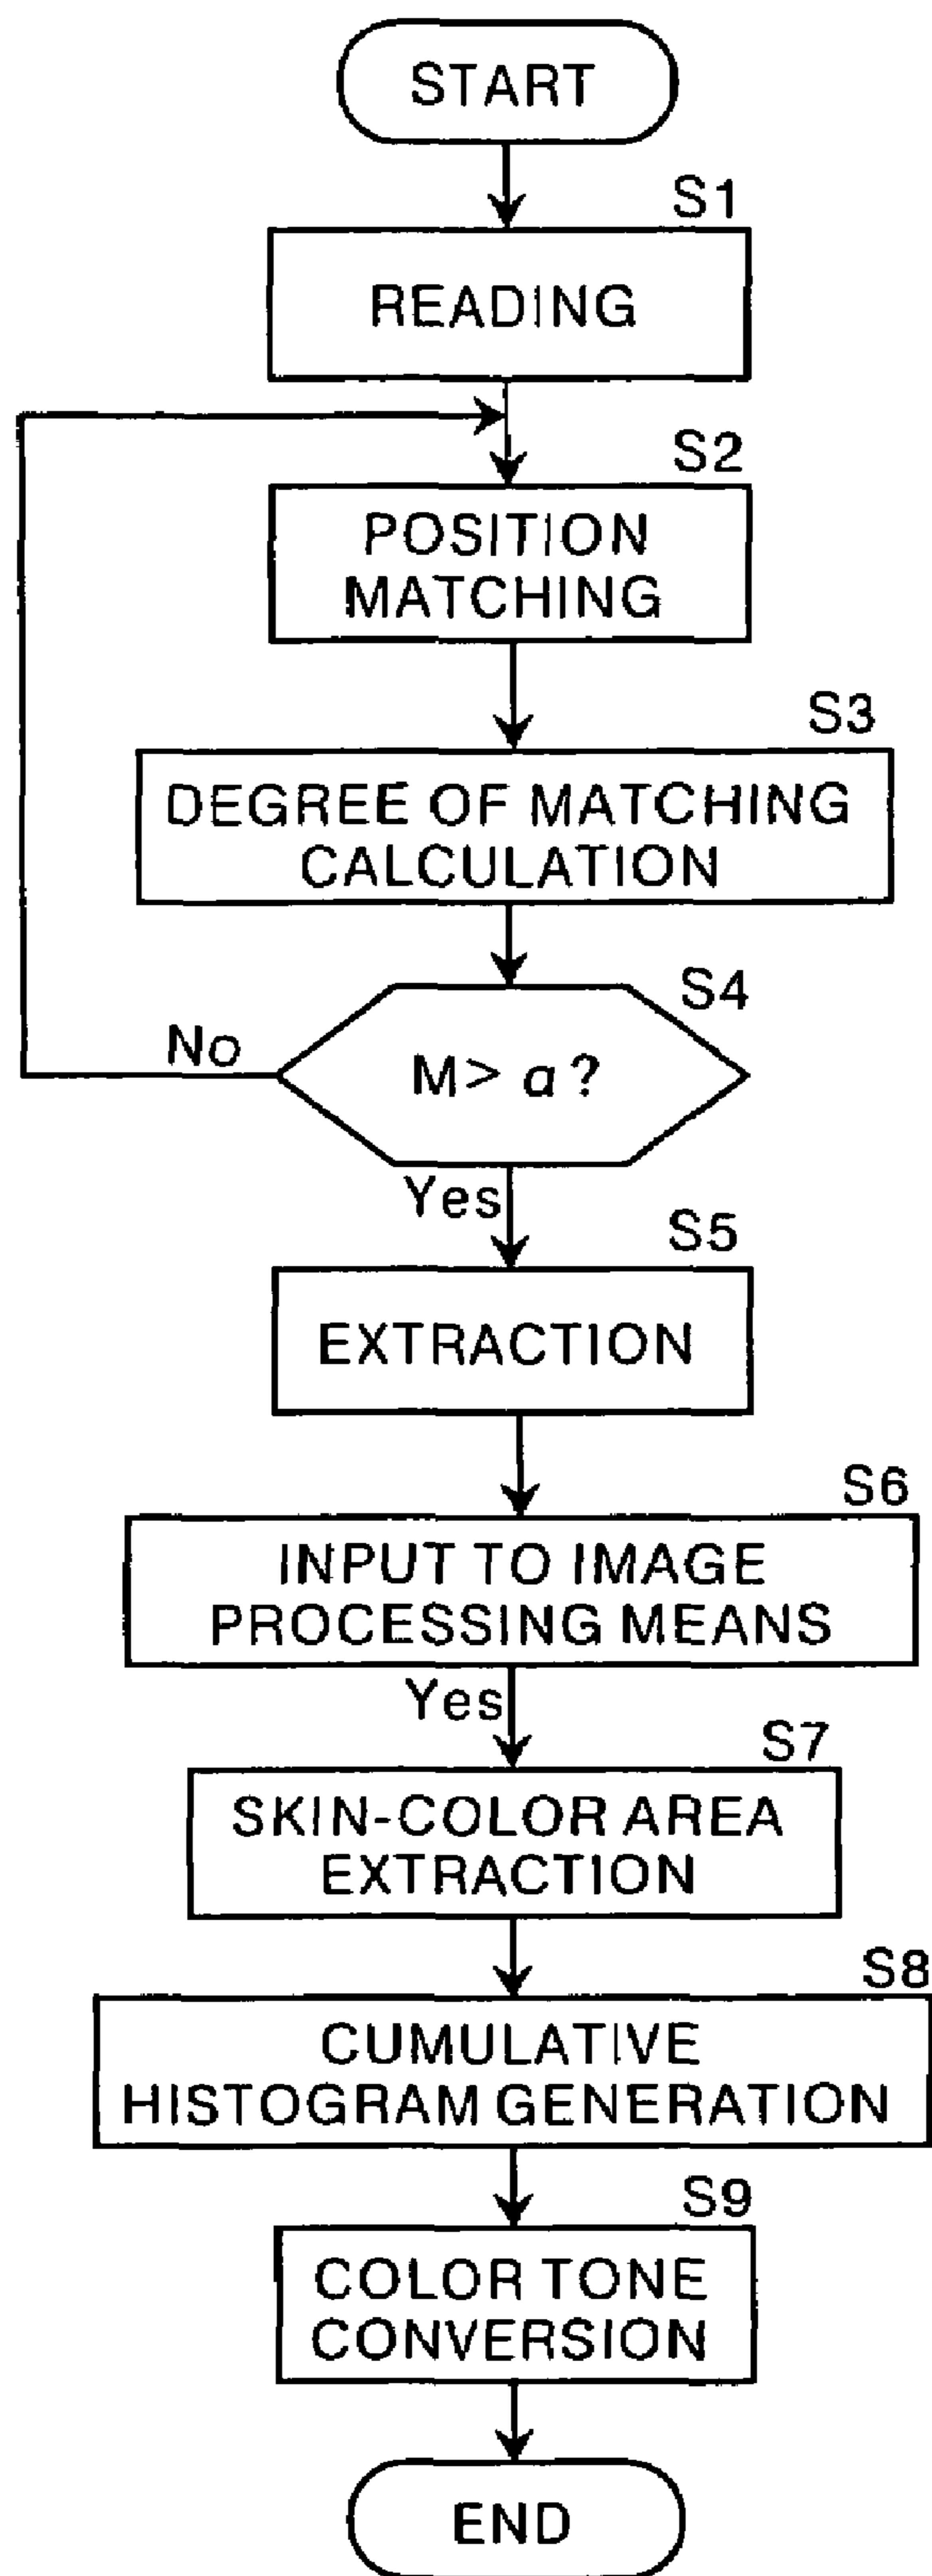 START
S1
READING
S2
POSITION
MATCHING
S3
DEGREE OF MATCHING
CALCULATION
S4
No
M> a ?
Yes
S5
EXTRACTION
S6
INPUT TO IMAGE
PROCESSING MEANS
Yes
S7
SKIN-COLOR AREA
EXTRACTION
S8
CUMULATIVE
HISTOGRAM GENERATION
S9
COLOR TONE
CONVERSION
END